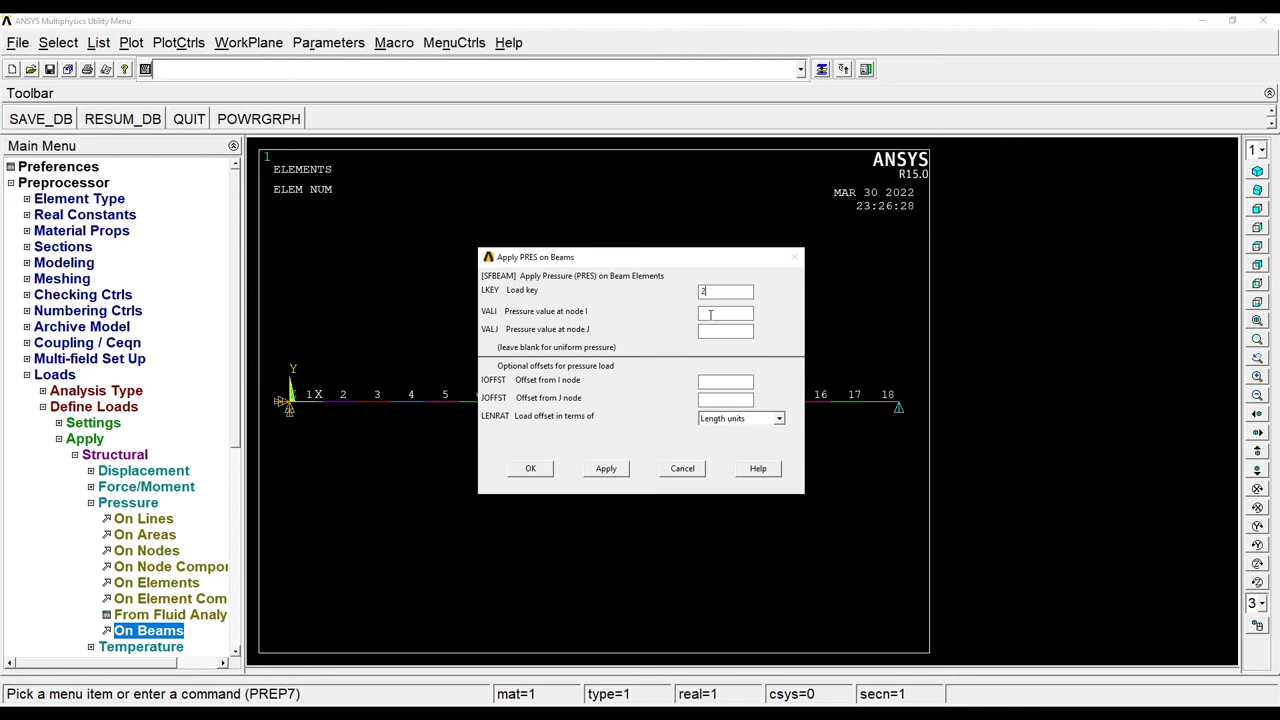 ANSYS Multiphysics Utility Menu
File Select List Plot PlotCtrls WorkPlane Parameters Macro MenuCtrls Help
Toolbar
SAVE_DB RESUM_DB QUIT POWRGRPH
Main Menu
Preferences
Preprocessor
Element Type
Real Constants
Material Props
Sections
Modeling
Meshing
Checking Ctrls
Numbering Ctrls
Archive Model
Coupling / Ceqn
Multi-field Set Up
Loads
Analysis Type
Define Loads
Settings
Apply
Structural
Displacement
Force/Moment
Pressure
On Lines
On Areas
On Nodes
On Node Compo
On Elements
On Element Com
From Fluid Analy
On Beams
Temperature
1
ELEMENTS
ELEM NUM
ANSYS
R15.0
MAR 30 2022
23:26:28
Y
1 X 2 3 4 5 16 17 18
Apply PRES on Beams
[SFBEAM] Apply Pressure (PRES) on Beam Elements
LKEY Load key 2
VALI Pressure value at node I
VALJ Pressure value at node J
(leave blank for uniform pressure)
Optional offsets for pressure load
IOFFST Offset from I node
JOFFST Offset from J node
LENRAT Load offset in terms of Length units
OK Apply Cancel Help
1
3
Pick a menu item or enter a command (PREP7) mat=1 type=1 real=1 csys=0 secn=1